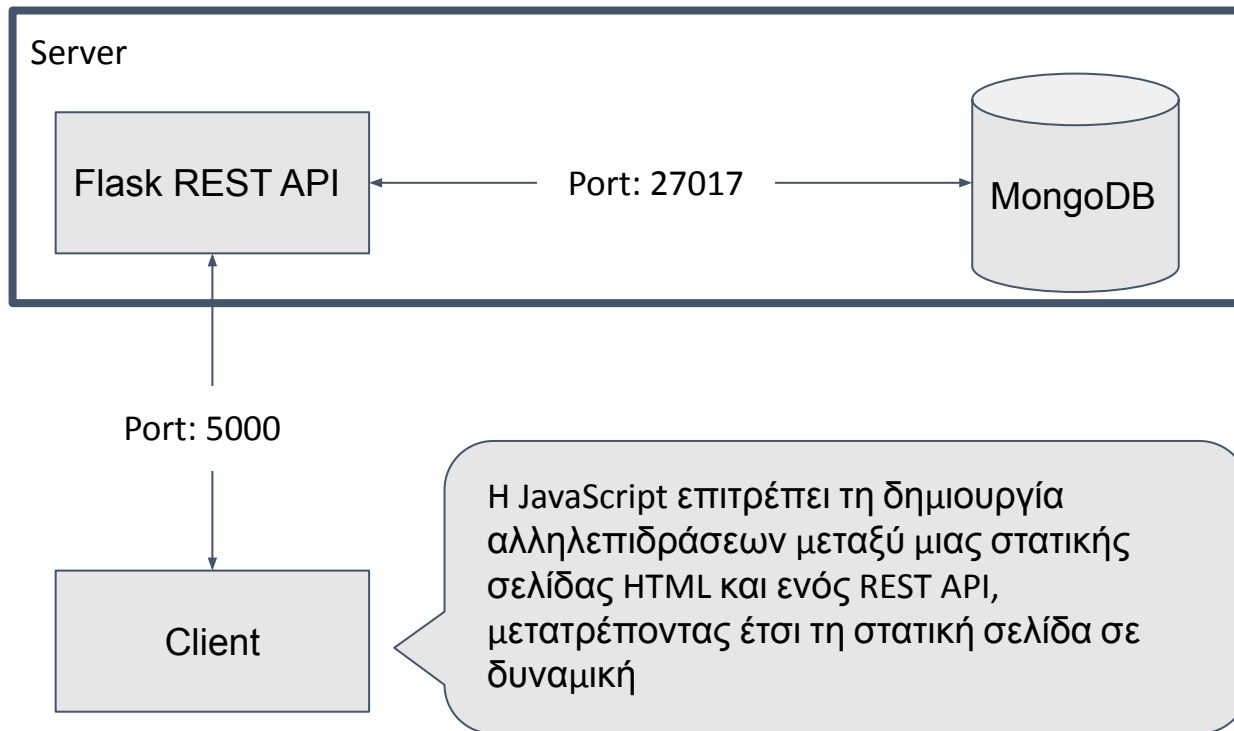 Server
Flask REST API
Port: 27017
MongoDB
Port: 5000
Client
Η JavaScript επιτρέπει τη δημιουργία
αλληλεπιδράσεων μεταξύ μιας στατικής
σελίδας HTML και ενός REST API,
μετατρέποντας έτσι τη στατική σελίδα σε
δυναμική